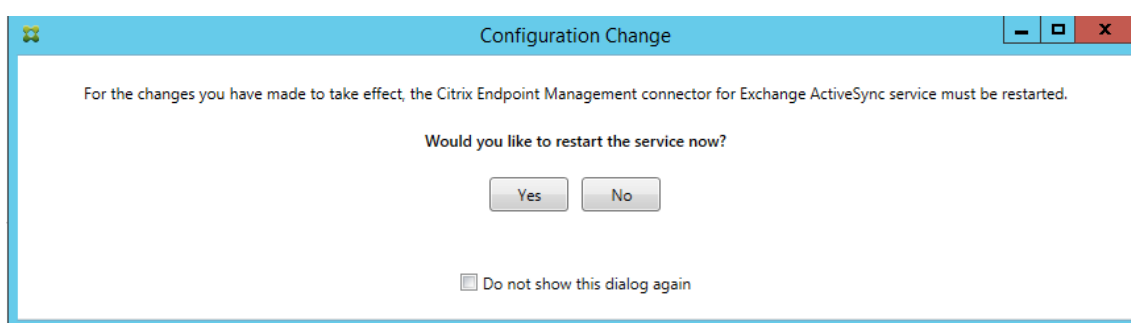 Configuration Change
For the changes you have made to take effect, the Citrix Endpoint Management connector for Exchange ActiveSync service must be restarted.
Would you like to restart the service now?
Yes No
Do not show this dialog again